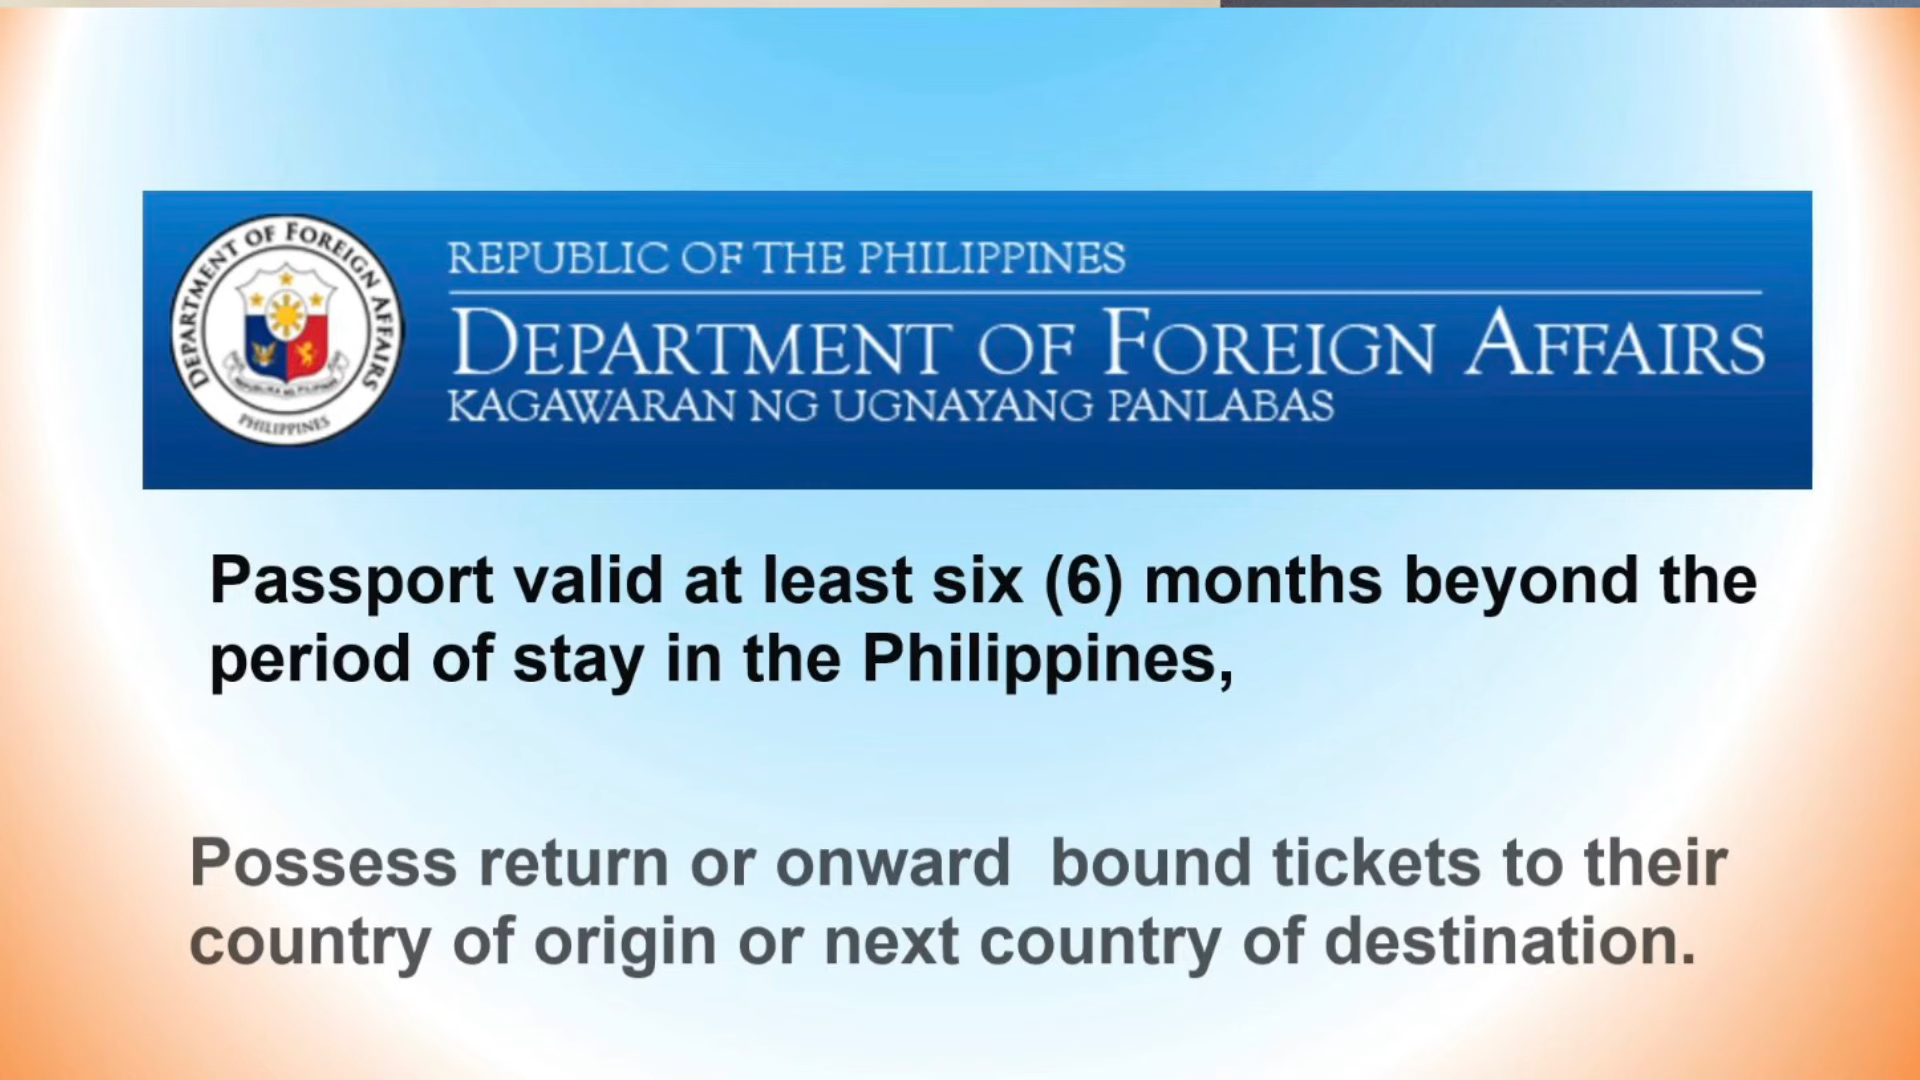 DEPARTMENT OF FOREIGN AFFAIRS
PHILIPPINES
REPUBLIC OF THE PHILIPPINES
DEPARTMENT OF FOREIGN AFFAIRS
KAGAWARAN NG UGNAYANG PANLABAS
Passport valid at least six (6) months beyond the
period of stay in the Philippines,
Possess return or onward bound tickets to their
country of origin or next country of destination.